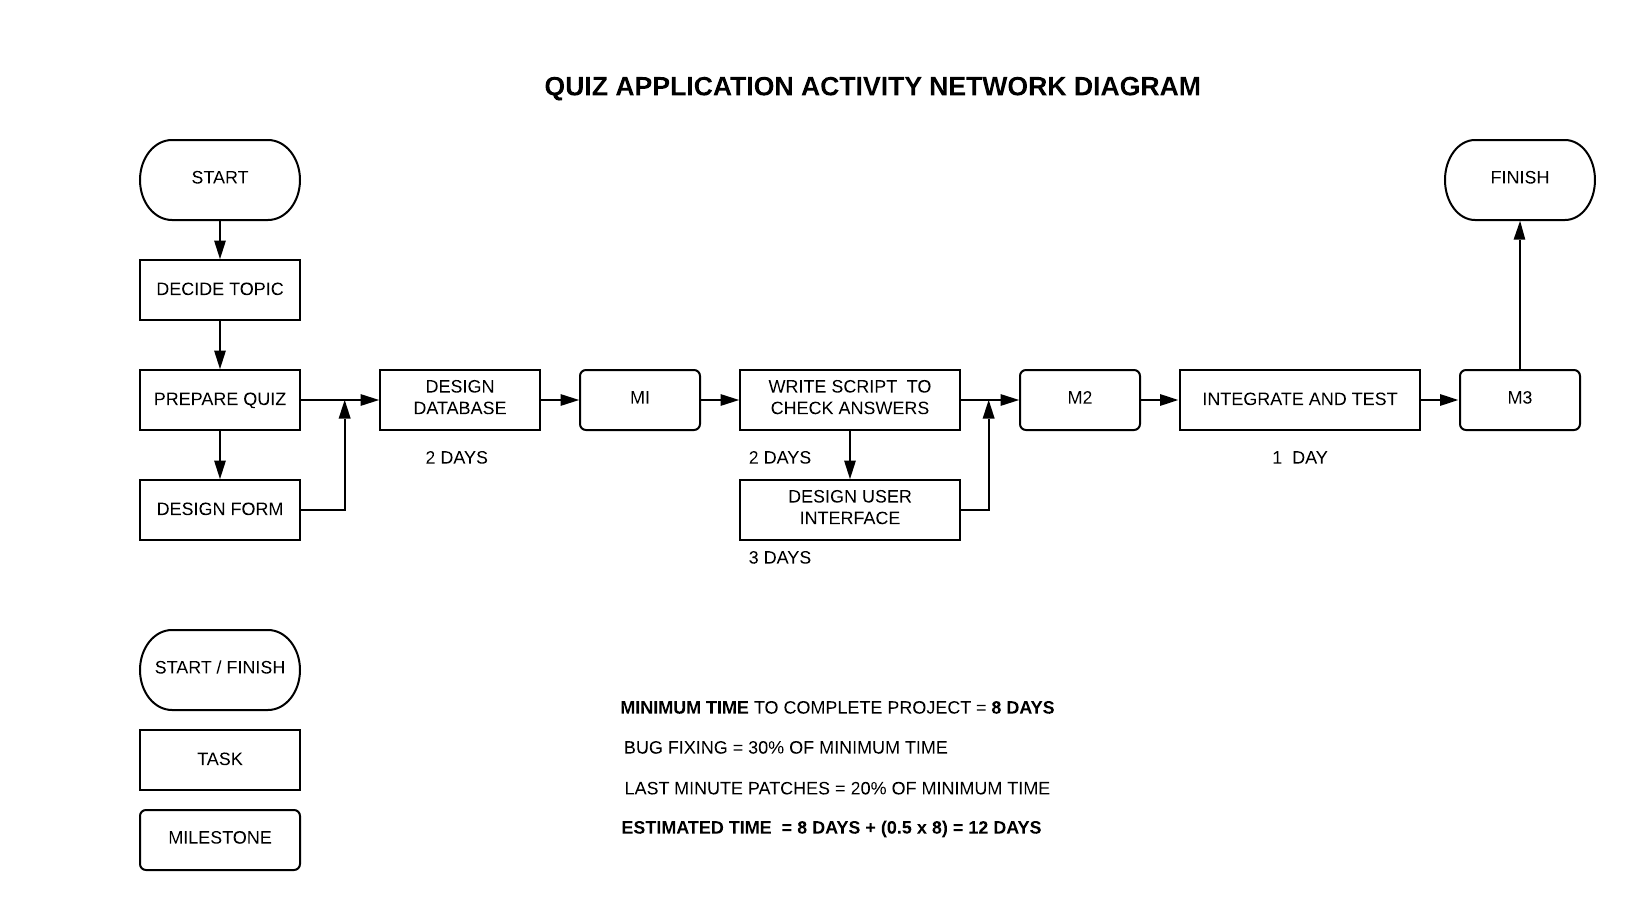 QUIZ APPLICATION ACTIVITY NETWORK DIAGRAM
START
FINISH
DECIDE TOPIC
PREPARE QUIZ
DESIGN
DATABASE
MI
WRITE SCRIPT TO
CHECK ANSWERS
M2
INTEGRATE AND TEST
M3
2 DAYS
2 DAYS
1 DAY
DESIGN FORM
DESIGN USER
INTERFACE
3 DAYS
START / FINISH
TASK
MILESTONE
MINIMUM TIME TO COMPLETE PROJECT = 8 DAYS
BUG FIXING = 30% OF MINIMUM TIME
LAST MINUTE PATCHES = 20% OF MINIMUM TIME
ESTIMATED TIME = 8 DAYS + (0.5 x 8) = 12 DAYS